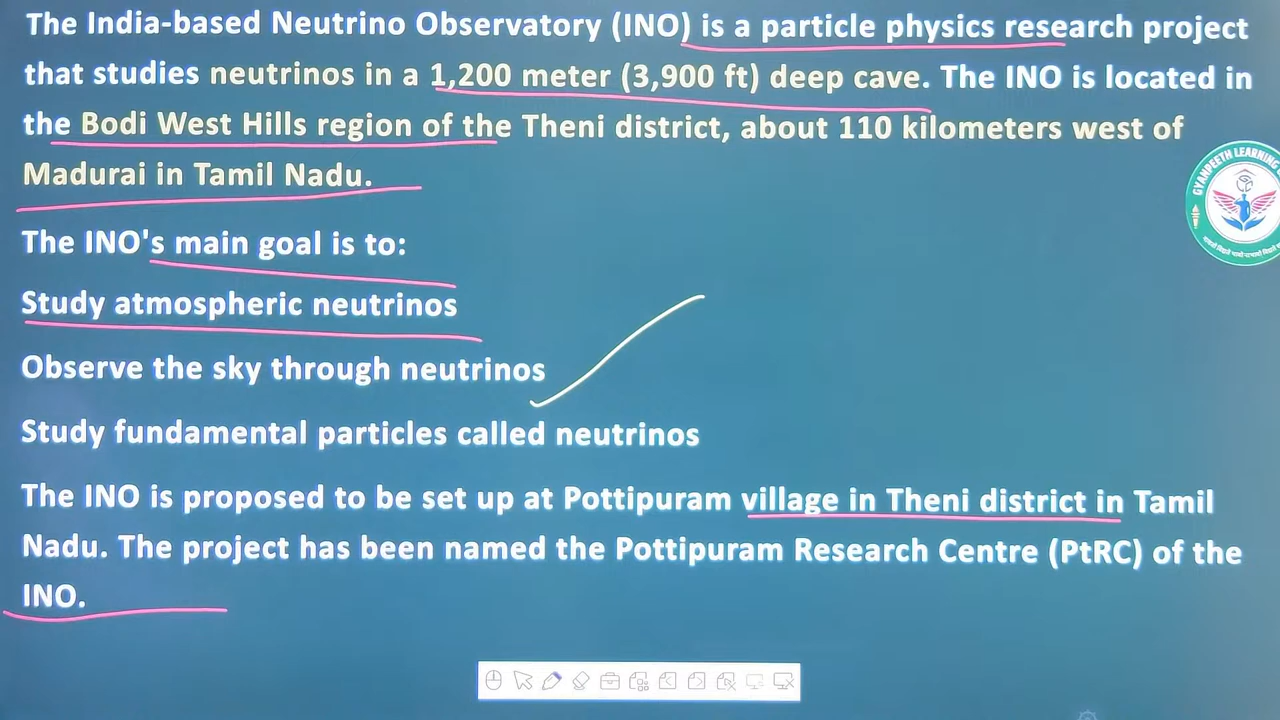 The India-based Neutrino Observatory (INO) is a particle physics research project
that studies neutrinos in a 1,200 meter (3,900 ft) deep cave. The INO is located in
the Bodi West Hills region of the Theni district, about 110 kilometers west of
Madurai in Tamil Nadu.
GYANPEETH LEARNING
The INO's main goal is to:
Study atmospheric neutrinos
Observe the sky through neutrinos
Study fundamental particles called neutrinos
The INO is proposed to be set up at Pottipuram village in Theni district in Tamil
Nadu. The project has been named the Pottipuram Research Centre (PtRC) of the
INO.